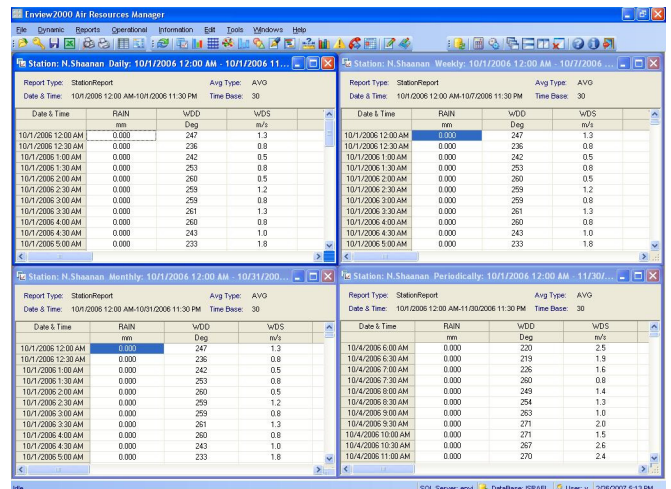 Enview2000 Air Resources Manager
File Dynamic Reports Operational Information Edit Tools Windows Help
Station: N.Shaanan Daily: 10/1/2006 12:00 AM - 10/1/2006 11...
Report Type: StationReport Avg Type: AVG
Date & Time: 10/1/2006 12:00 AM-10/1/2006 11:30 PM Time Base: 30
Date & Time RAIN WDD WDS
mm Deg m/s
10/1/2006 12:00 AM 0.000 247 1.3
10/1/2006 12:30 AM 0.000 236 0.8
10/1/2006 1:00 AM 0.000 242 0.5
10/1/2006 1:30 AM 0.000 253 0.8
10/1/2006 2:00 AM 0.000 260 0.5
10/1/2006 2:30 AM 0.000 259 1.2
10/1/2006 3:00 AM 0.000 259 0.8
10/1/2006 3:30 AM 0.000 261 1.3
10/1/2006 4:00 AM 0.000 260 0.8
10/1/2006 4:30 AM 0.000 243 1.0
10/1/2006 5:00 AM 0.000 233 1.8
Station: N.Shaanan Weekly: 10/1/2006 12:00 AM - 10/7/2006 ...
Report Type: StationReport Avg Type: AVG
Date & Time: 10/1/2006 12:00 AM-10/7/2006 11:30 PM Time Base: 30
Date & Time RAIN WDD WDS
mm Deg m/s
10/1/2006 12:00 AM 0.000 247 1.3
10/1/2006 12:30 AM 0.000 236 0.8
10/1/2006 1:00 AM 0.000 242 0.5
10/1/2006 1:30 AM 0.000 253 0.8
10/1/2006 2:00 AM 0.000 260 0.5
10/1/2006 2:30 AM 0.000 259 1.2
10/1/2006 3:00 AM 0.000 259 0.8
10/1/2006 3:30 AM 0.000 261 1.3
10/1/2006 4:00 AM 0.000 260 0.8
10/1/2006 4:30 AM 0.000 243 1.0
10/1/2006 5:00 AM 0.000 233 1.8
Station: N.Shaanan Monthly: 10/1/2006 12:00 AM - 10/31/200...
Report Type: StationReport Avg Type: AVG
Date & Time: 10/1/2006 12:00 AM-10/31/2006 11:30 PM Time Base: 30
Date & Time RAIN WDD WDS
mm Deg m/s
10/1/2006 12:00 AM 0.000 247 1.3
10/1/2006 12:30 AM 0.000 236 0.8
10/1/2006 1:00 AM 0.000 242 0.5
10/1/2006 1:30 AM 0.000 253 0.8
10/1/2006 2:00 AM 0.000 260 0.5
10/1/2006 2:30 AM 0.000 259 1.2
10/1/2006 3:00 AM 0.000 259 0.8
10/1/2006 3:30 AM 0.000 261 1.3
10/1/2006 4:00 AM 0.000 260 0.8
10/1/2006 4:30 AM 0.000 243 1.0
10/1/2006 5:00 AM 0.000 233 1.8
Station: N.Shaanan Periodically: 10/1/2006 12:00 AM - 11/30/...
Report Type: StationReport Avg Type: AVG
Date & Time: 10/1/2006 12:00 AM-11/30/2006 11:30 PM Time Base: 30
Date & Time RAIN WDD WDS
mm Deg m/s
10/4/2006 6:00 AM 0.000 220 2.5
10/4/2006 6:30 AM 0.000 219 1.9
10/4/2006 7:00 AM 0.000 226 1.6
10/4/2006 7:30 AM 0.000 260 0.8
10/4/2006 8:00 AM 0.000 249 1.4
10/4/2006 8:30 AM 0.000 254 1.3
10/4/2006 9:00 AM 0.000 263 1.0
10/4/2006 9:30 AM 0.000 271 2.0
10/4/2006 10:00 AM 0.000 271 1.5
10/4/2006 10:30 AM 0.000 267 2.6
10/4/2006 11:00 AM 0.000 270 2.4
Idle SQL Server: envi DataBase: ISRAEL User: v 2/26/2007 5:13 PM